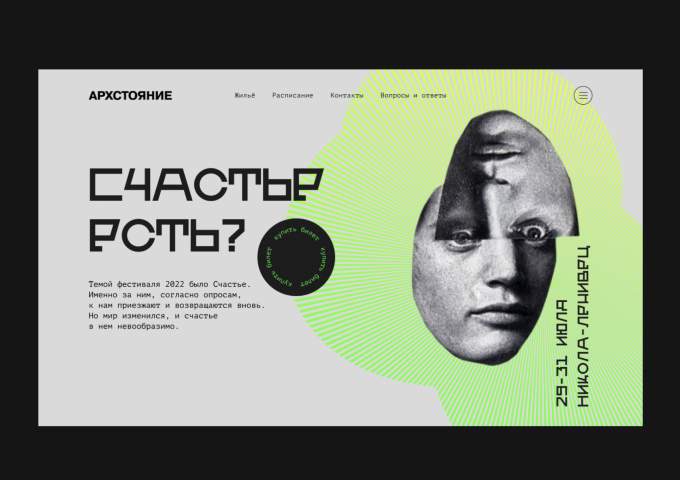 АРХСТОЯНИЕ
Жильё Расписание Контакты Вопросы и ответы
СЧАСТЬЕ
ЕСТЬ?
купить билет купить билет купить билет
Темой фестиваля 2022 было Счастье.
Именно за ним, согласно опросам,
к нам приезжают и возвращаются вновь.
Но мир изменился, и счастье
в нем невообразимо.
29-31 ИЮЛЯ
НИКОЛА-ЛЕНИВЕЦ